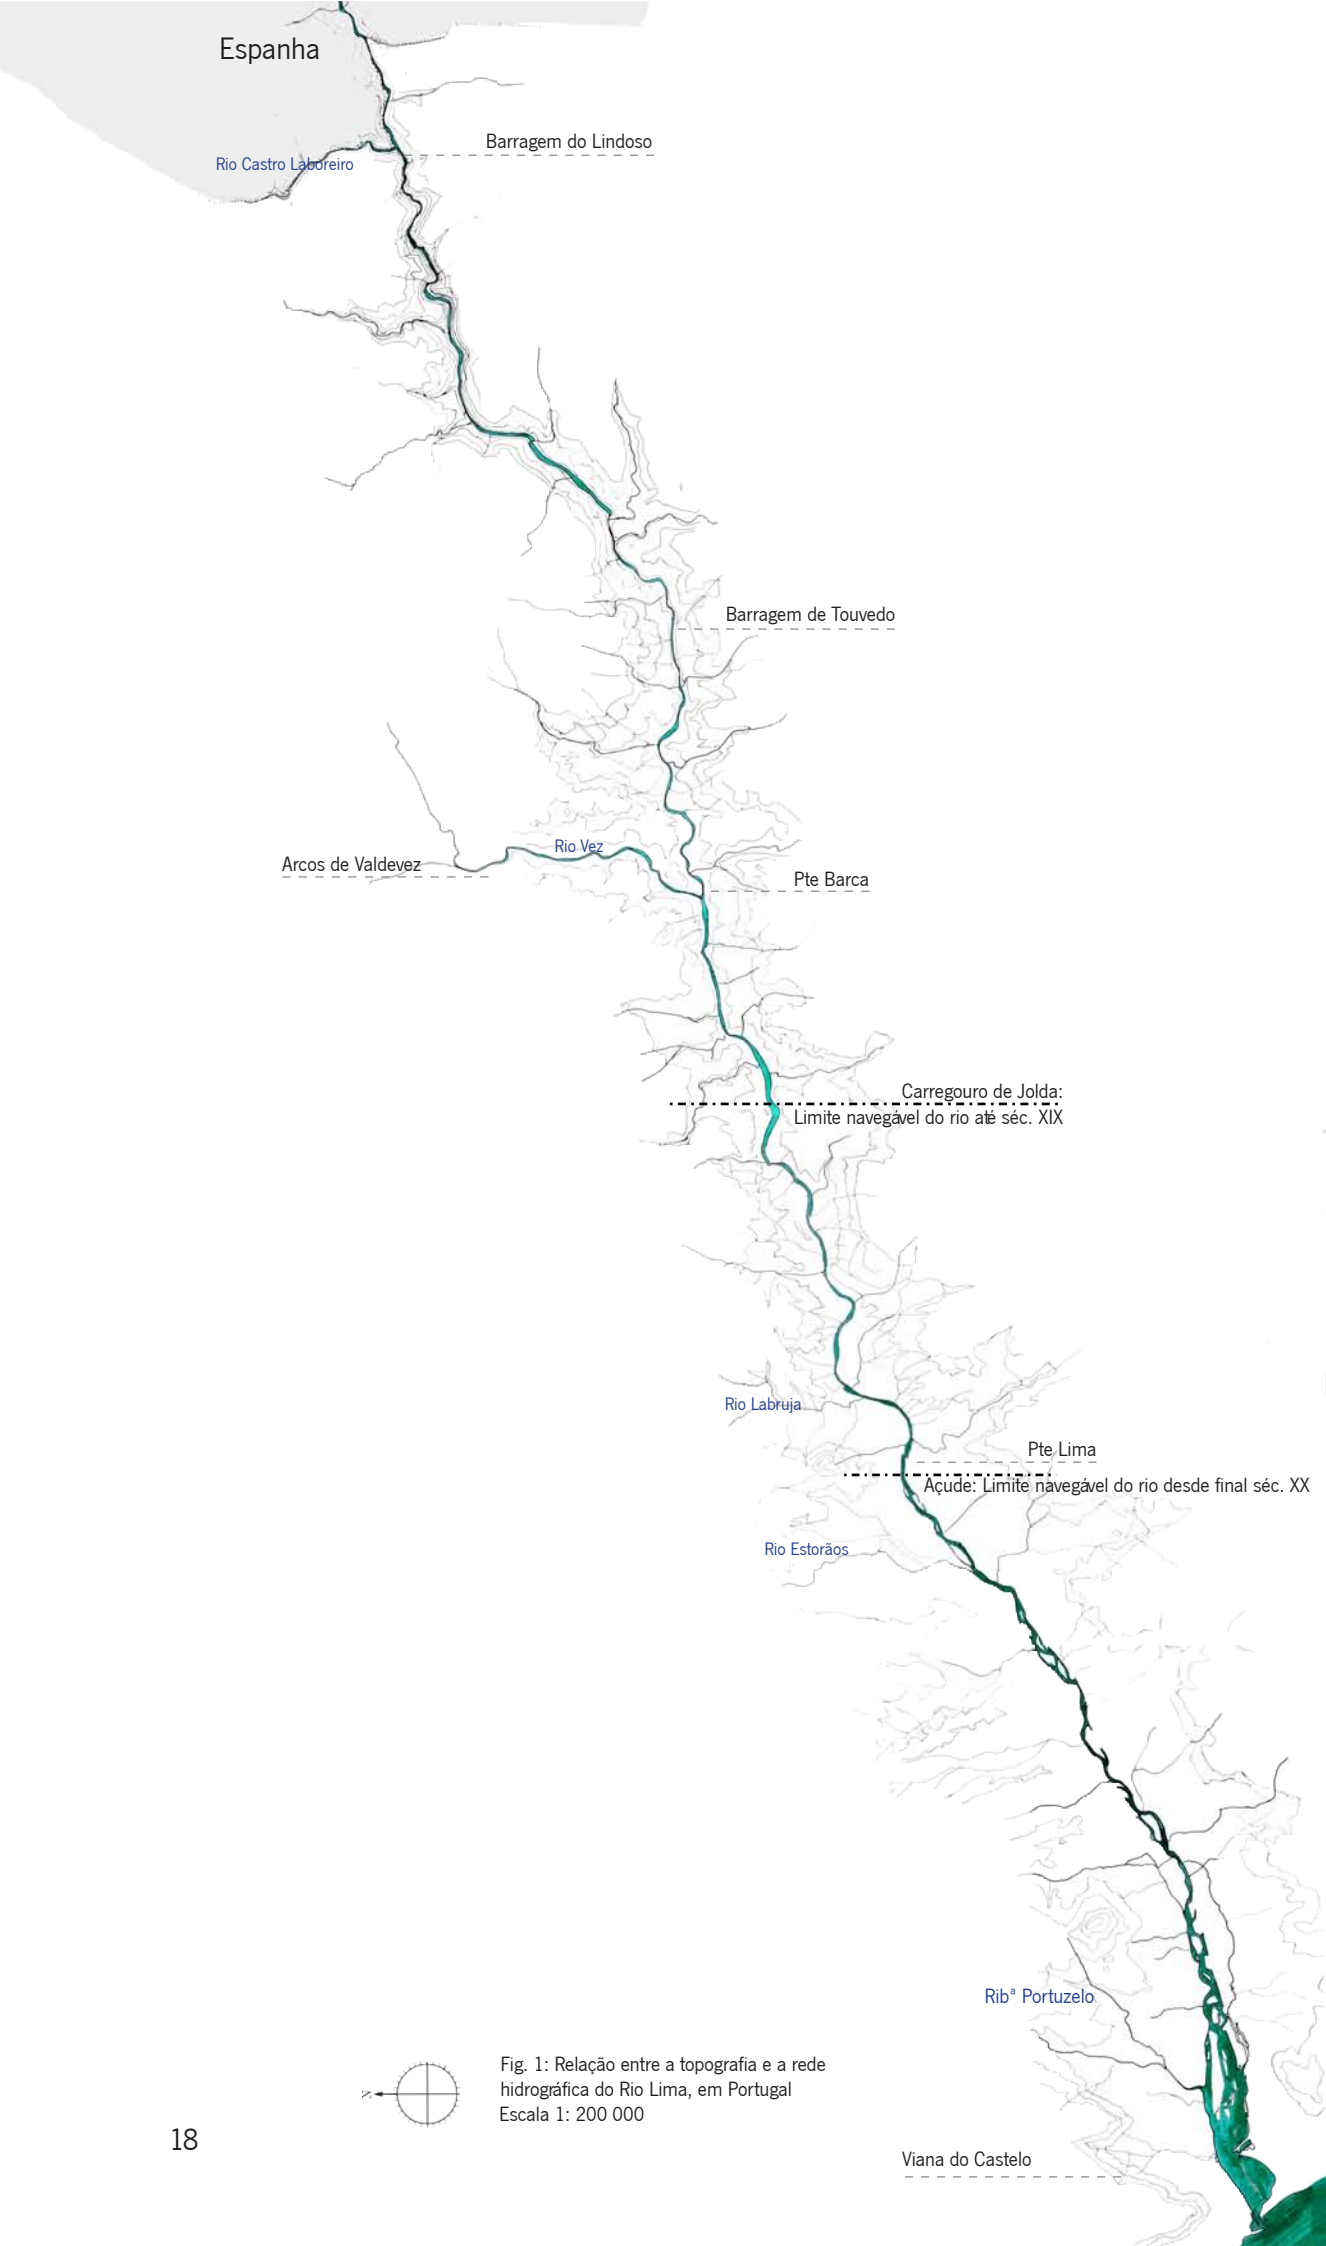 Espanha
Barragem do Lindoso
Rio Castro Laboreiro
Barragem de Touvedo
Rio Vez
Arcos de Valdevez
Pte Barca
Carregouro de Jolda:
Limite navegável do rio até séc. XIX
Rio Labruja
Pte Lima
Açude: Limite navegável do rio desde final séc. XX
Rio Estorãos
Ribª Portuzelo
N
Fig. 1: Relação entre a topografia e a rede
hidrográfica do Rio Lima, em Portugal
Escala 1: 200 000
18
Viana do Castelo